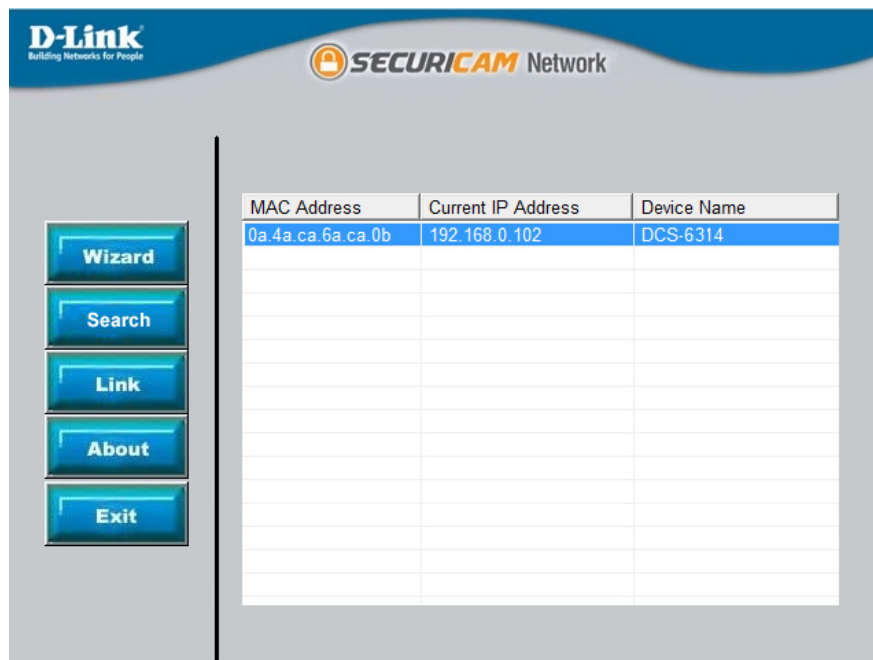 D-Link
Building Networks for People
SECURICAM Network
MAC Address Current IP Address Device Name
0a.4a.ca.6a.ca.0b 192.168.0.102 DCS-6314
Wizard
Search
Link
About
Exit